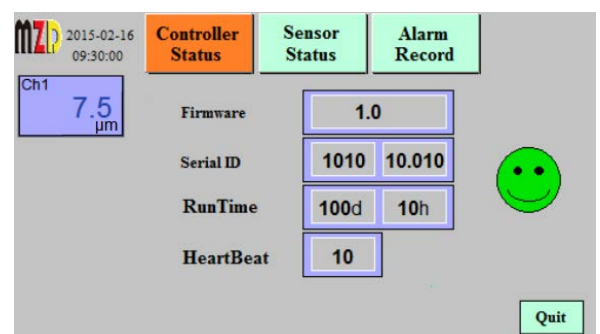 MZD 2015-02-16
09:30:00
Controller Status
Sensor Status
Alarm Record
Ch1
7.5
µm
Firmware 1.0
Serial ID 1010 10.010
RunTime 100d 10h
HeartBeat 10
Quit